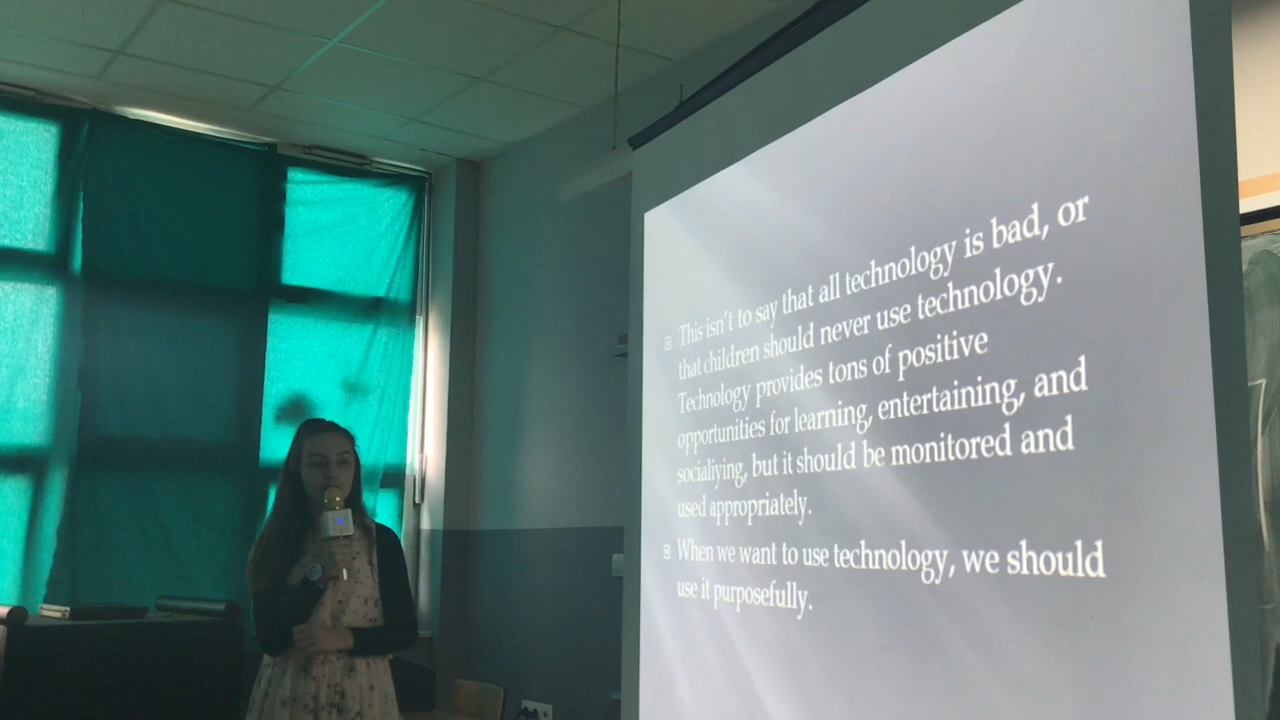 This isn't to say that all technology is bad, or
that children should never use technology.
Technology provides tons of positive
opportunities for learning, entertaining, and
socialiying, but it should be monitored and
used appropriately.
When we want to use technology, we should
use it purposefully.